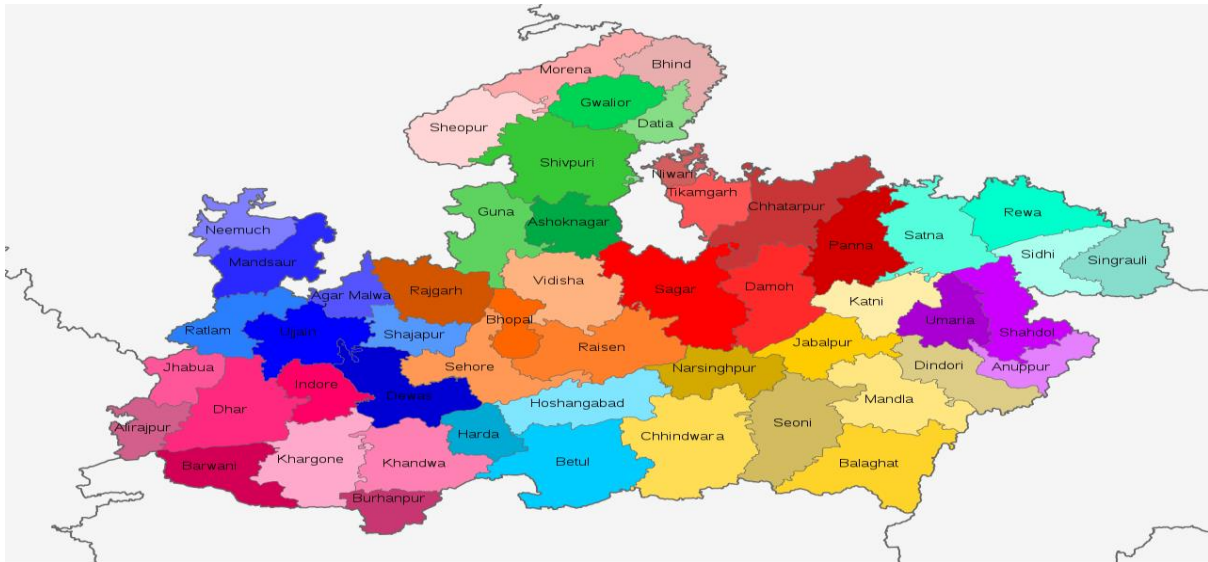 Morena
Bhind
Gwalior
Sheopur
Datia
Shivpuri
Niwari
Tikamgarh
Chhatarpur
Guna
Ashoknagar
Neemuch
Panna
Satna
Rewa
Mandsaur
Sidhi
Singrauli
Agar Malwa
Rajgarh
Vidisha
Sagar
Damoh
Katni
Ratlam
Ujjain
Shajapur
Bhopal
Umaria
Shahdol
Raisen
Jabalpur
Jhabua
Sehore
Narsinghpur
Dindori
Anuppur
Indore
Dewas
Dhar
Hoshangabad
Mandla
Alirajpur
Harda
Chhindwara
Seoni
Barwani
Khargone
Khandwa
Betul
Balaghat
Burhanpur